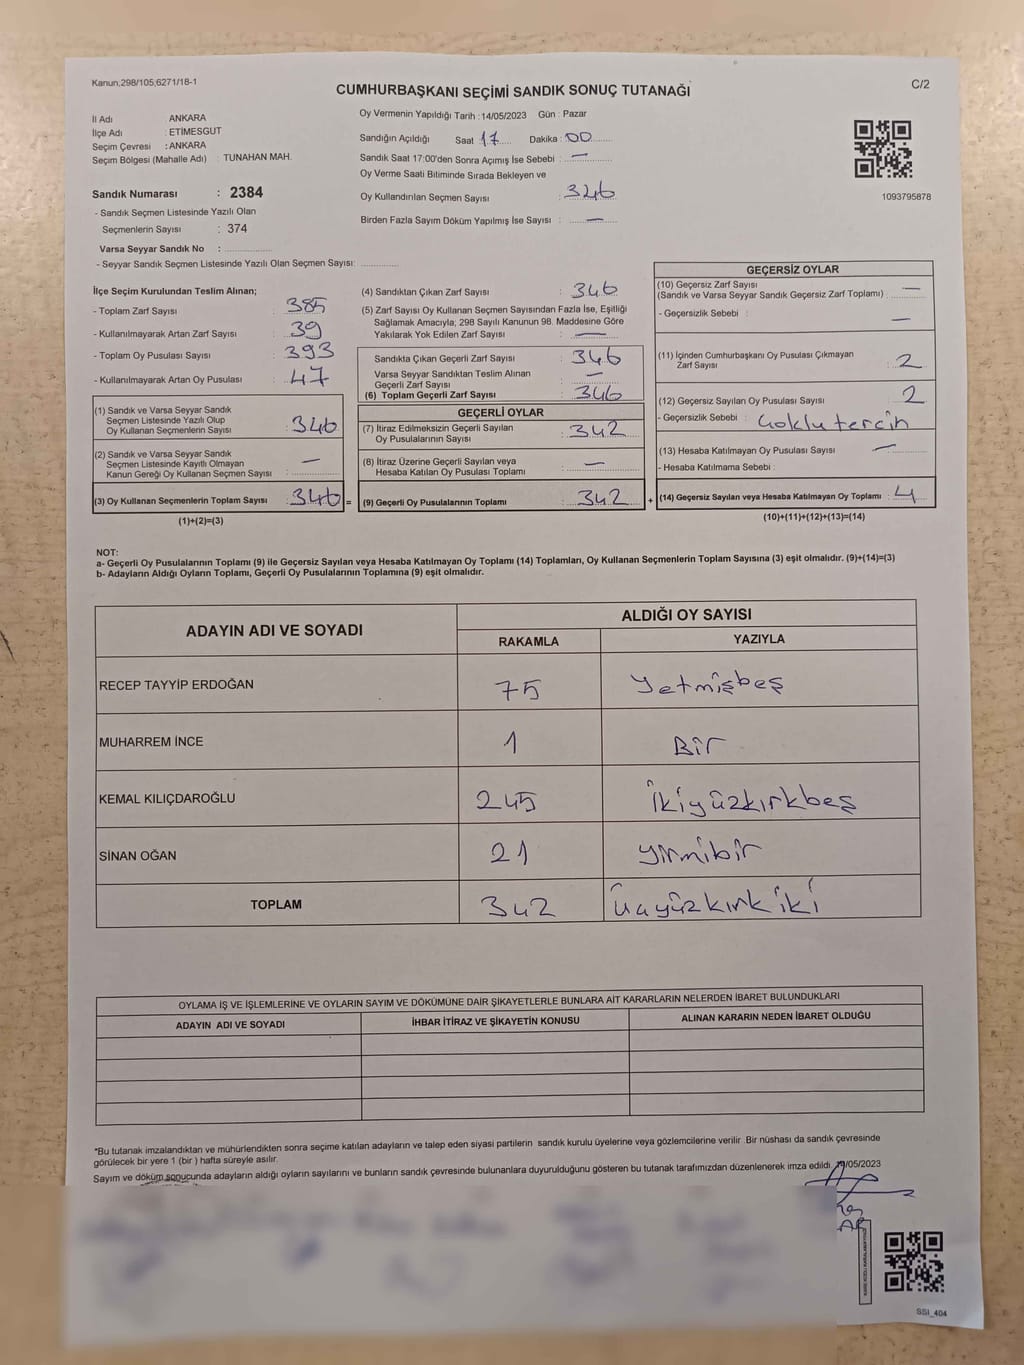 Kanun;298/105;6271/18-1
CUMHURBAŞKANI SEÇİMİ SANDIK SONUÇ TUTANAĞI
C/2
İl Adı ANKARA
İlçe Adı : ETİMESGUT
Seçim Çevresi : ANKARA
Seçim Bölgesi (Mahalle Adı) : TUNAHAN MAH.
Sandık Numarası : 2384
- Sandık Seçmen Listesinde Yazılı Olan
Seçmenlerin Sayısı : 374
Varsa Seyyar Sandık No :
- Seyyar Sandık Seçmen Listesinde Yazılı Olan Seçmen Sayısı:
Oy Vermenin Yapıldığı Tarih : 14/05/2023 Gün : Pazar
Sandığın Açıldığı Saat 17 Dakika : 00
Sandık Saat 17:00'den Sonra Açımış İse Sebebi : —
Oy Verme Saati Bitiminde Sırada Bekleyen ve
Oy Kullandırılan Seçmen Sayısı : 346
Birden Fazla Sayım Döküm Yapılmış İse Sayısı : —
1093795878
İlçe Seçim Kurulundan Teslim Alınan;
- Toplam Zarf Sayısı : 385
- Kullanılmayarak Artan Zarf Sayısı : 39
- Toplam Oy Pusulası Sayısı : 393
- Kullanılmayarak Artan Oy Pusulası : 47
(1) Sandık ve Varsa Seyyar Sandık
Seçmen Listesinde Yazılı Olup
Oy Kullanan Seçmenlerin Sayısı : 346
(2) Sandık ve Varsa Seyyar Sandık
Seçmen Listesinde Kayıtlı Olmayan
Kanun Gereği Oy Kullanan Seçmen Sayısı : —
(3) Oy Kullanan Seçmenlerin Toplam Sayısı : 346 =
(1)+(2)=(3)
(4) Sandıktan Çıkan Zarf Sayısı : 346
(5) Zarf Sayısı Oy Kullanan Seçmen Sayısından Fazla İse, Eşitliği
Sağlamak Amacıyla; 298 Sayılı Kanunun 98. Maddesine Göre
Yakılarak Yok Edilen Zarf Sayısı : —
Sandıkta Çıkan Geçerli Zarf Sayısı : 346
Varsa Seyyar Sandıktan Teslim Alınan
Geçerli Zarf Sayısı : —
(6) Toplam Geçerli Zarf Sayısı : 346
GEÇERLİ OYLAR
(7) İtiraz Edilmeksizin Geçerli Sayılan
Oy Pusulalarının Sayısı : 342
(8) İtiraz Üzerine Geçerli Sayılan veya
Hesaba Katılan Oy Pusulası Toplamı : —
(9) Geçerli Oy Pusulalarının Toplamı : 342 +
GEÇERSİZ OYLAR
(10) Geçersiz Zarf Sayısı
(Sandık ve Varsa Seyyar Sandık Geçersiz Zarf Toplamı) : —
- Geçersizlik Sebebi : —
(11) İçinden Cumhurbaşkanı Oy Pusulası Çıkmayan
Zarf Sayısı : 2
(12) Geçersiz Sayılan Oy Pusulası Sayısı : 2
- Geçersizlik Sebebi : Çoklu tercih
(13) Hesaba Katılmayan Oy Pusulası Sayısı : —
- Hesaba Katılmama Sebebi :
(14) Geçersiz Sayılan veya Hesaba Katılmayan Oy Toplamı : 4
(10)+(11)+(12)+(13)=(14)
NOT:
a- Geçerli Oy Pusulalarının Toplamı (9) ile Geçersiz Sayılan veya Hesaba Katılmayan Oy Toplamı (14) Toplamları, Oy Kullanan Seçmenlerin Toplam Sayısına (3) eşit olmalıdır. (9)+(14)=(3)
b- Adayların Aldığı Oyların Toplamı, Geçerli Oy Pusulalarının Toplamına (9) eşit olmalıdır.
ADAYIN ADI VE SOYADI ALDIĞI OY SAYISI
RAKAMLA YAZIYLA
RECEP TAYYİP ERDOĞAN 75 Yetmişbeş
MUHARREM İNCE 1 Bir
KEMAL KILIÇDAROĞLU 245 İkiyüzkırkbeş
SİNAN OĞAN 21 yirmibir
TOPLAM 342 üçyüzkırkiki
OYLAMA İŞ VE İŞLEMLERİNE VE OYLARIN SAYIM VE DÖKÜMÜNE DAİR ŞİKAYETLERLE BUNLARA AİT KARARLARIN NELERDEN İBARET BULUNDUKLARI
ADAYIN ADI VE SOYADI İHBAR İTİRAZ VE ŞİKAYETİN KONUSU ALINAN KARARIN NEDEN İBARET OLDUĞU
*Bu tutanak imzalandıktan ve mühürlendikten sonra seçime katılan adayların ve talep eden siyasi partilerin sandık kurulu üyelerine veya gözlemcilerine verilir. Bir nüshası da sandık çevresinde
görülecek bir yere 1 (bir) hafta süreyle asılır.
Sayım ve döküm sonucunda adayların aldığı oyların sayılarını ve bunların sandık çevresinde bulunanlara duyurulduğunu gösteren bu tutanak tarafımızdan düzenlenerek imza edildi. /05/2023
SSI_404